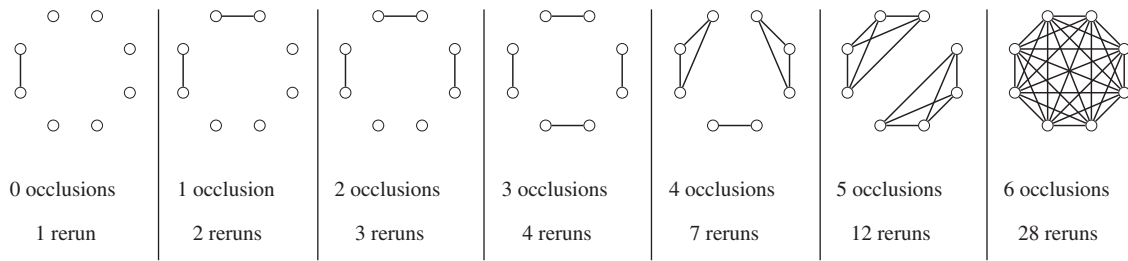 0 occlusions
1 rerun
1 occlusion
2 reruns
2 occlusions
3 reruns
3 occlusions
4 reruns
4 occlusions
7 reruns
5 occlusions
12 reruns
6 occlusions
28 reruns